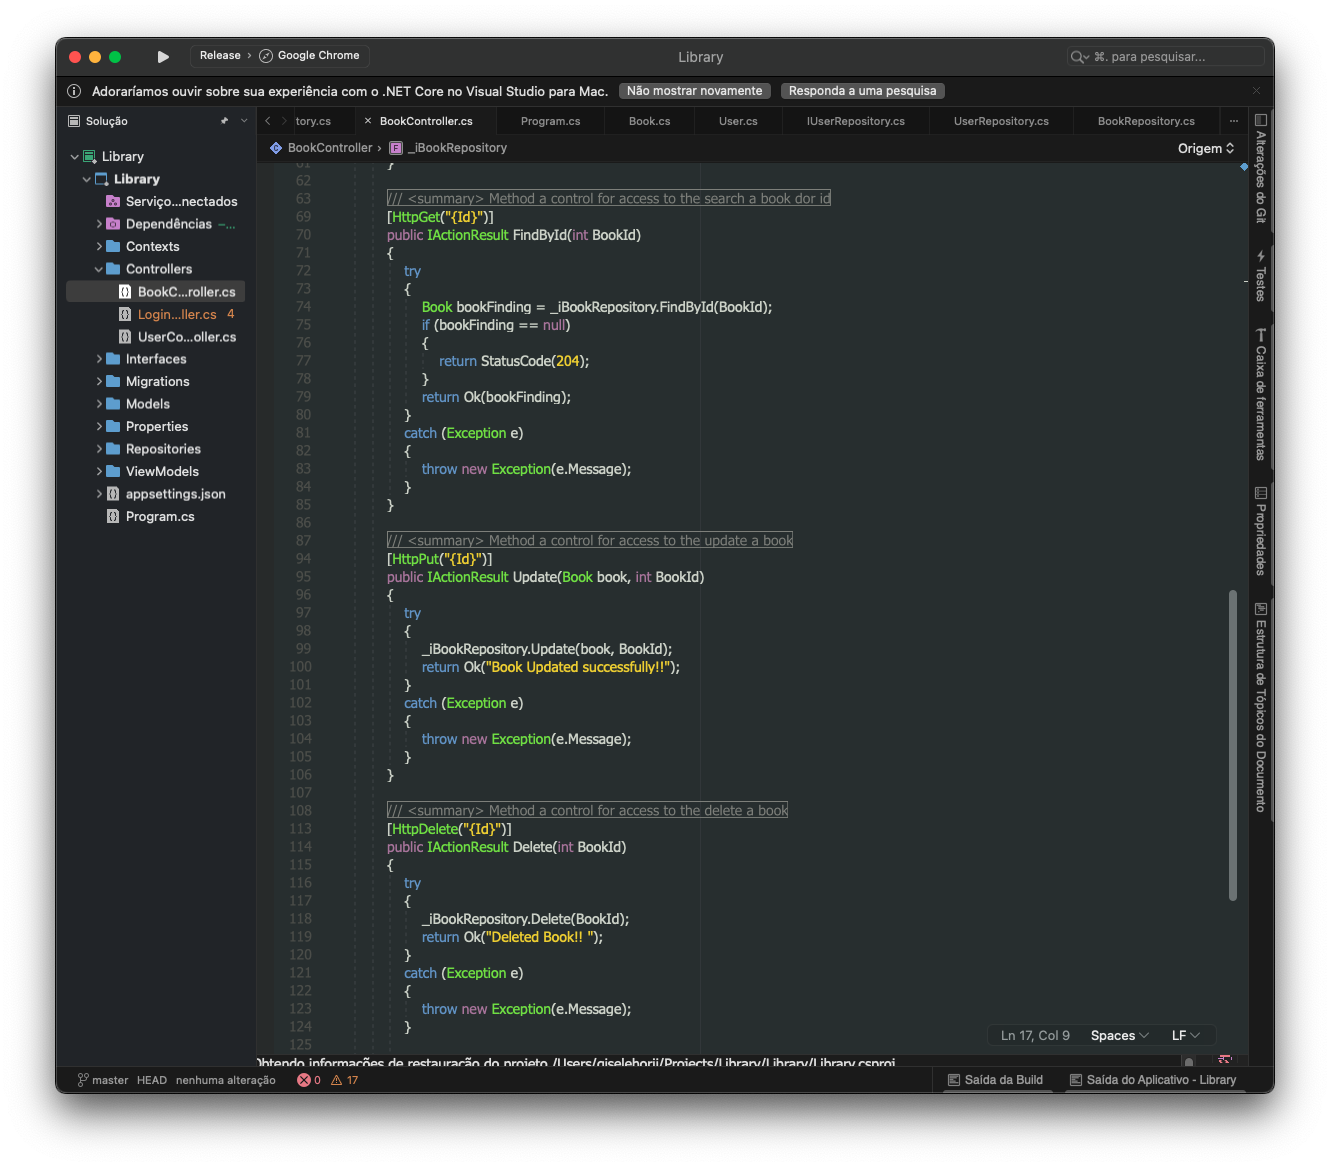 Release › Google Chrome
Library
⌘. para pesquisar...
Adoraríamos ouvir sobre sua experiência com o .NET Core no Visual Studio para Mac.
Não mostrar novamente
Responda a uma pesquisa
Solução
tory.cs
× BookController.cs
Program.cs
Book.cs
User.cs
IUserRepository.cs
UserRepository.cs
BookRepository.cs
...
BookController › _iBookRepository
Origem
Library
Library
Serviço...nectados
Dependências –...
Contexts
Controllers
BookC...roller.cs
Login...ller.cs 4
UserCo...oller.cs
Interfaces
Migrations
Models
Properties
Repositories
ViewModels
appsettings.json
Program.cs
61 }
62
63 /// <summary> Method a control for access to the search a book dor id
69 [HttpGet("{Id}")]
70 public IActionResult FindById(int BookId)
71 {
72 try
73 {
74 Book bookFinding = _iBookRepository.FindById(BookId);
75 if (bookFinding == null)
76 {
77 return StatusCode(204);
78 }
79 return Ok(bookFinding);
80 }
81 catch (Exception e)
82 {
83 throw new Exception(e.Message);
84 }
85 }
86
87 /// <summary> Method a control for access to the update a book
94 [HttpPut("{Id}")]
95 public IActionResult Update(Book book, int BookId)
96 {
97 try
98 {
99 _iBookRepository.Update(book, BookId);
100 return Ok("Book Updated successfully!!");
101 }
102 catch (Exception e)
103 {
104 throw new Exception(e.Message);
105 }
106 }
107
108 /// <summary> Method a control for access to the delete a book
113 [HttpDelete("{Id}")]
114 public IActionResult Delete(int BookId)
115 {
116 try
117 {
118 _iBookRepository.Delete(BookId);
119 return Ok("Deleted Book!! ");
120 }
121 catch (Exception e)
122 {
123 throw new Exception(e.Message);
124 }
125
Ln 17, Col 9
Spaces
LF
Obtendo informações de restauração do projeto /Users/giselehorii/Projects/Library/Library/Library.csproj
master HEAD nenhuma alteração
0 17
Saída da Build
Saída do Aplicativo - Library
Alterações do Git
Testes
Caixa de ferramentas
Propriedades
Estrutura de Tópicos do Documento